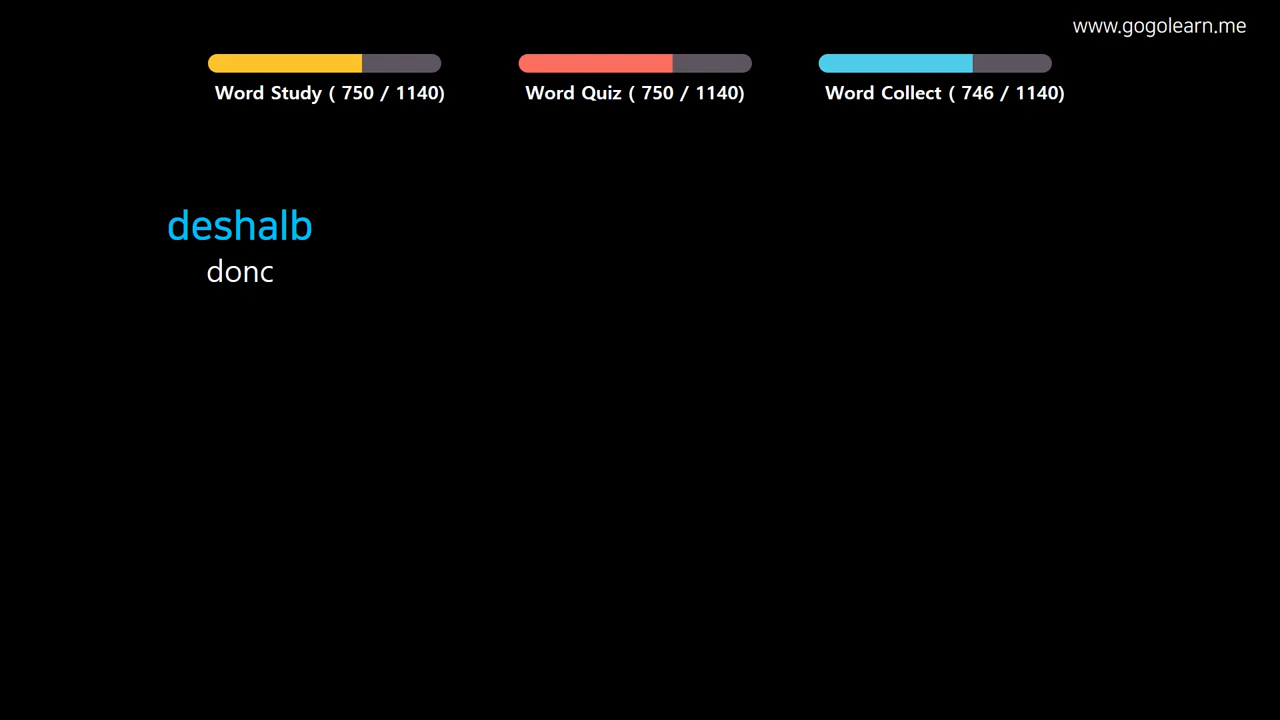 www.gogolearn.me
Word Study ( 750 / 1140)
Word Quiz ( 750 / 1140)
Word Collect ( 746 / 1140)
deshalb
donc